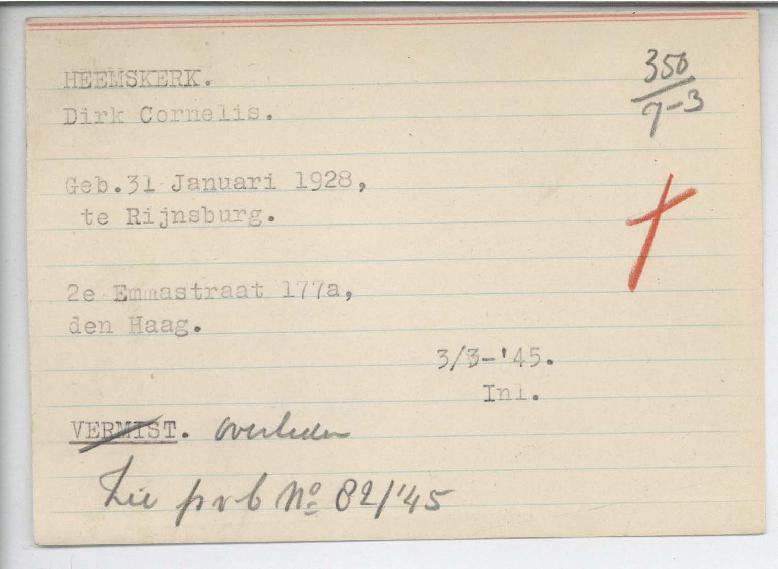 HEEMSKERK.
Dirk Cornelis.
350
7-3
Geb.31 Januari 1928,
te Rijnsburg.
2e Emmastraat 177a,
den Haag.
3/3-'45.
Inl.
VERMIST. overleden
Zie pvb No 82/'45